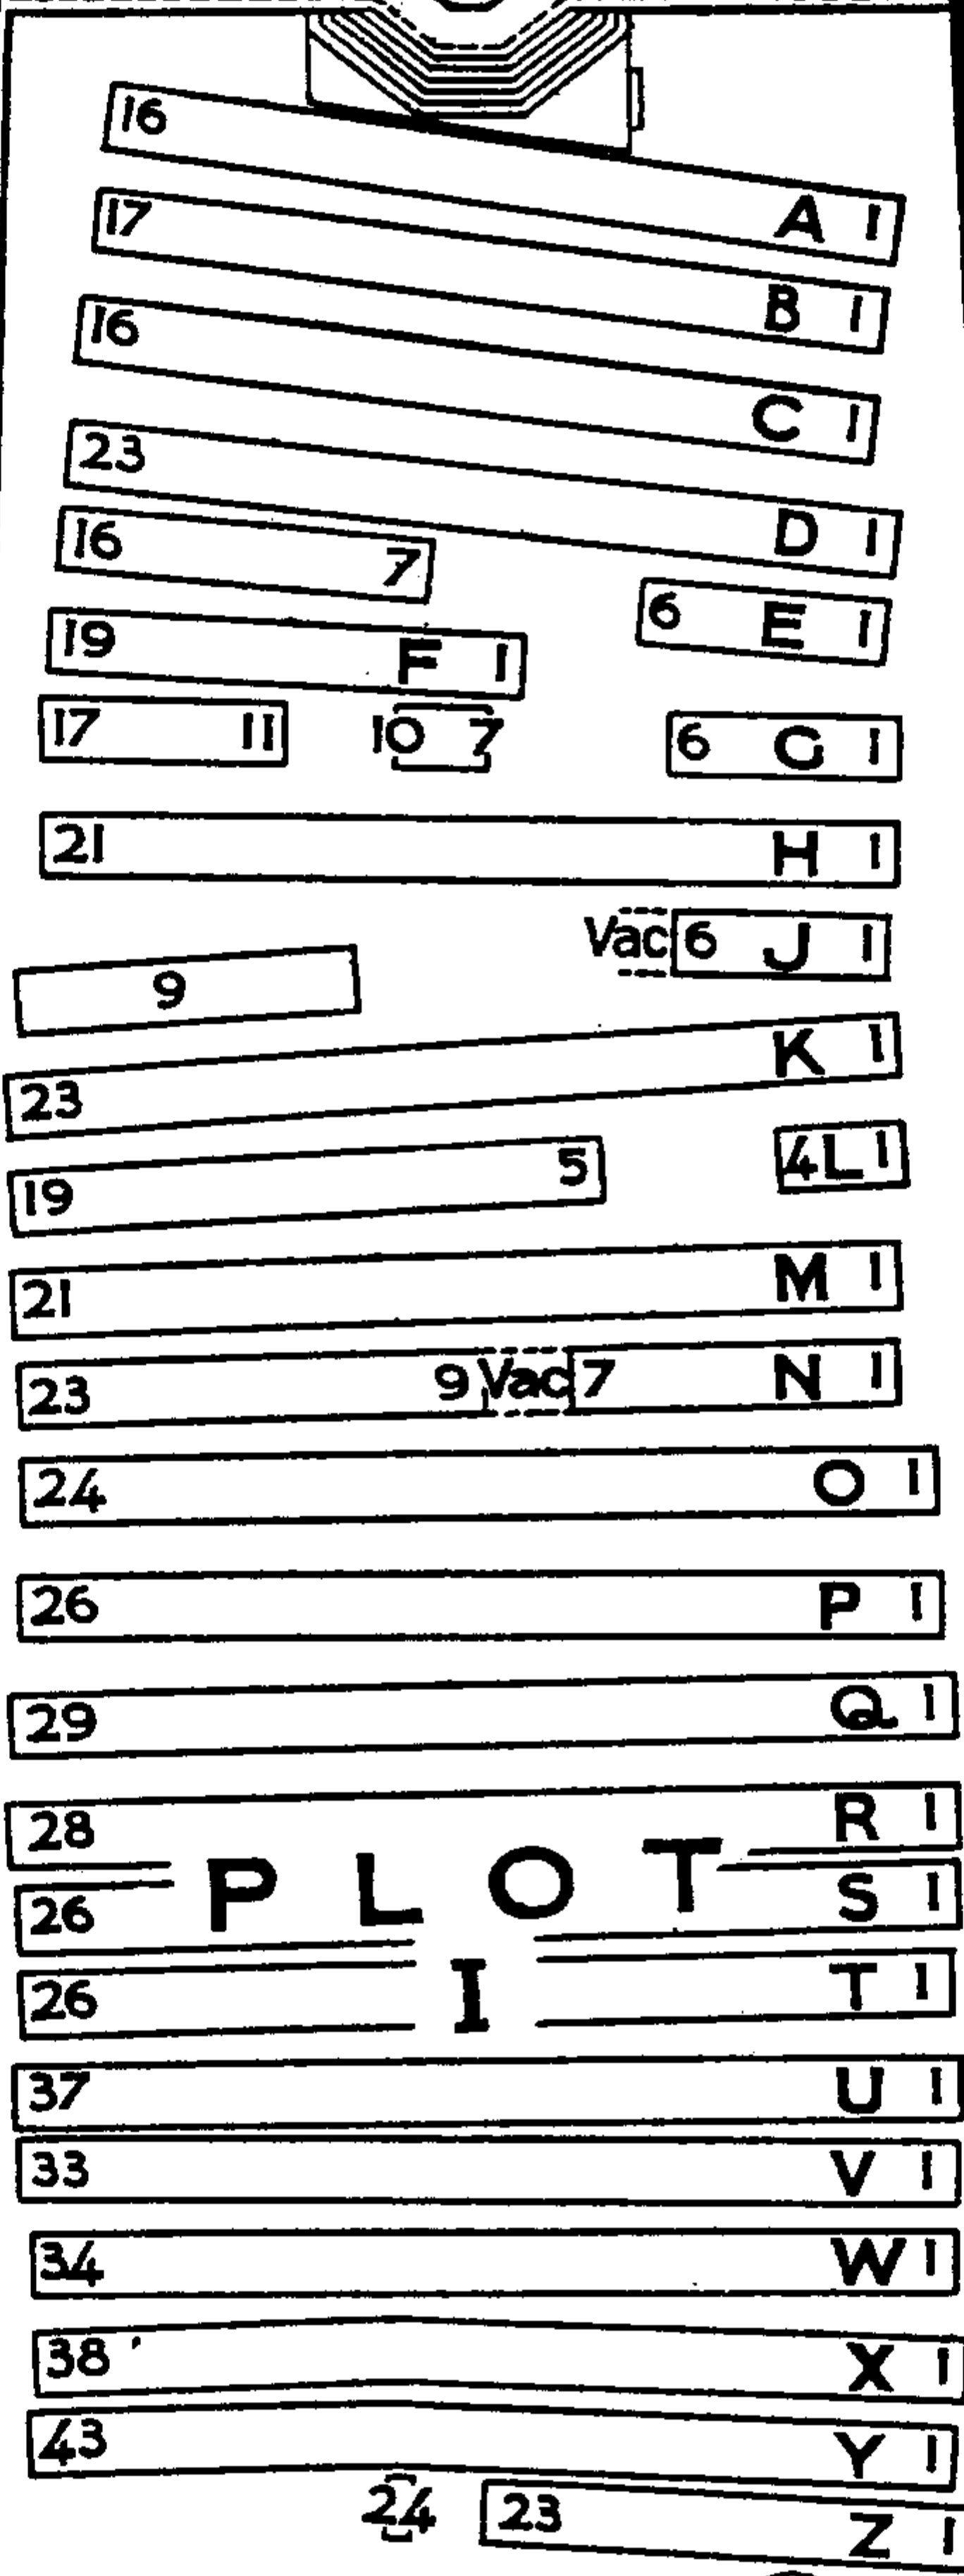 16 A 1
17 B 1
16 C 1
23 D 1
16 7 6 E 1
19 F 1
17 11 10 7 6 G 1
21 H 1
Vac 6 J 1
9
23 K 1
19 5 4 L 1
21 M 1
23 9 Vac 7 N 1
24 O 1
26 P 1
29 Q 1
28 R 1
PLOT
26 S 1
26 T 1
I
37 U 1
33 V 1
34 W 1
38 X 1
43 Y 1
24 23 Z 1